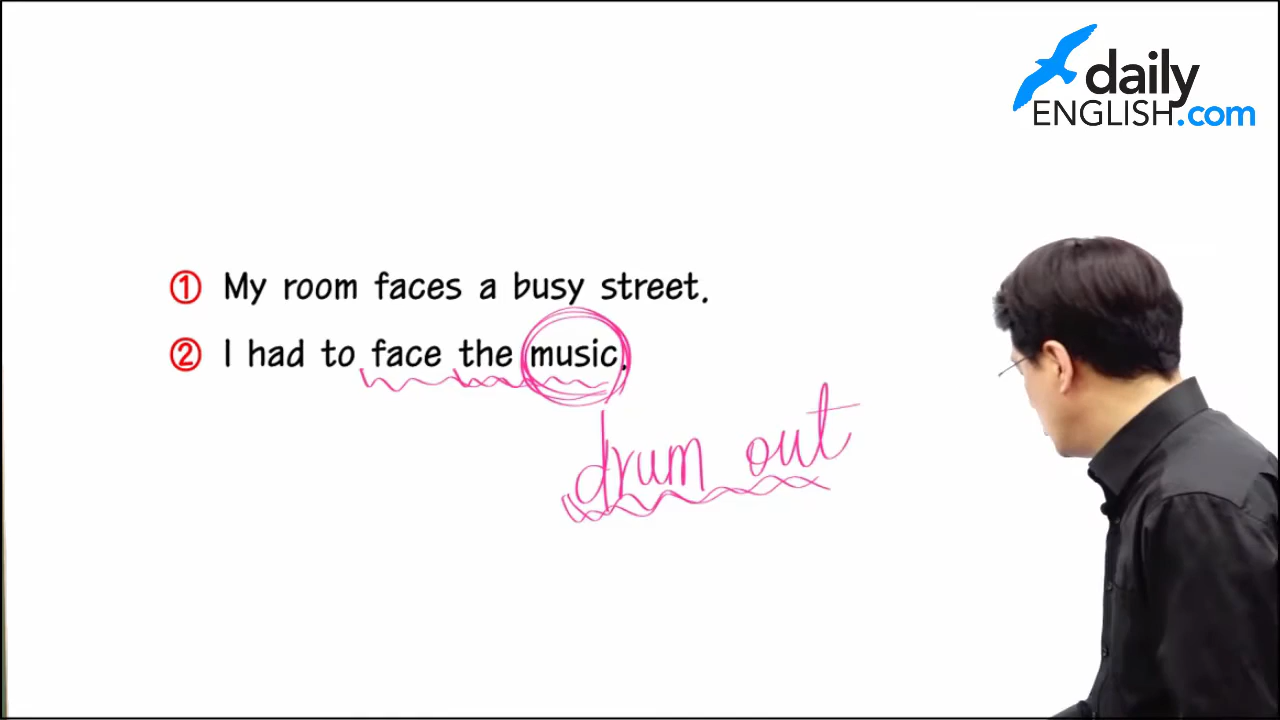 daily
ENGLISH.com
① My room faces a busy street.
② I had to face the music.
drum out